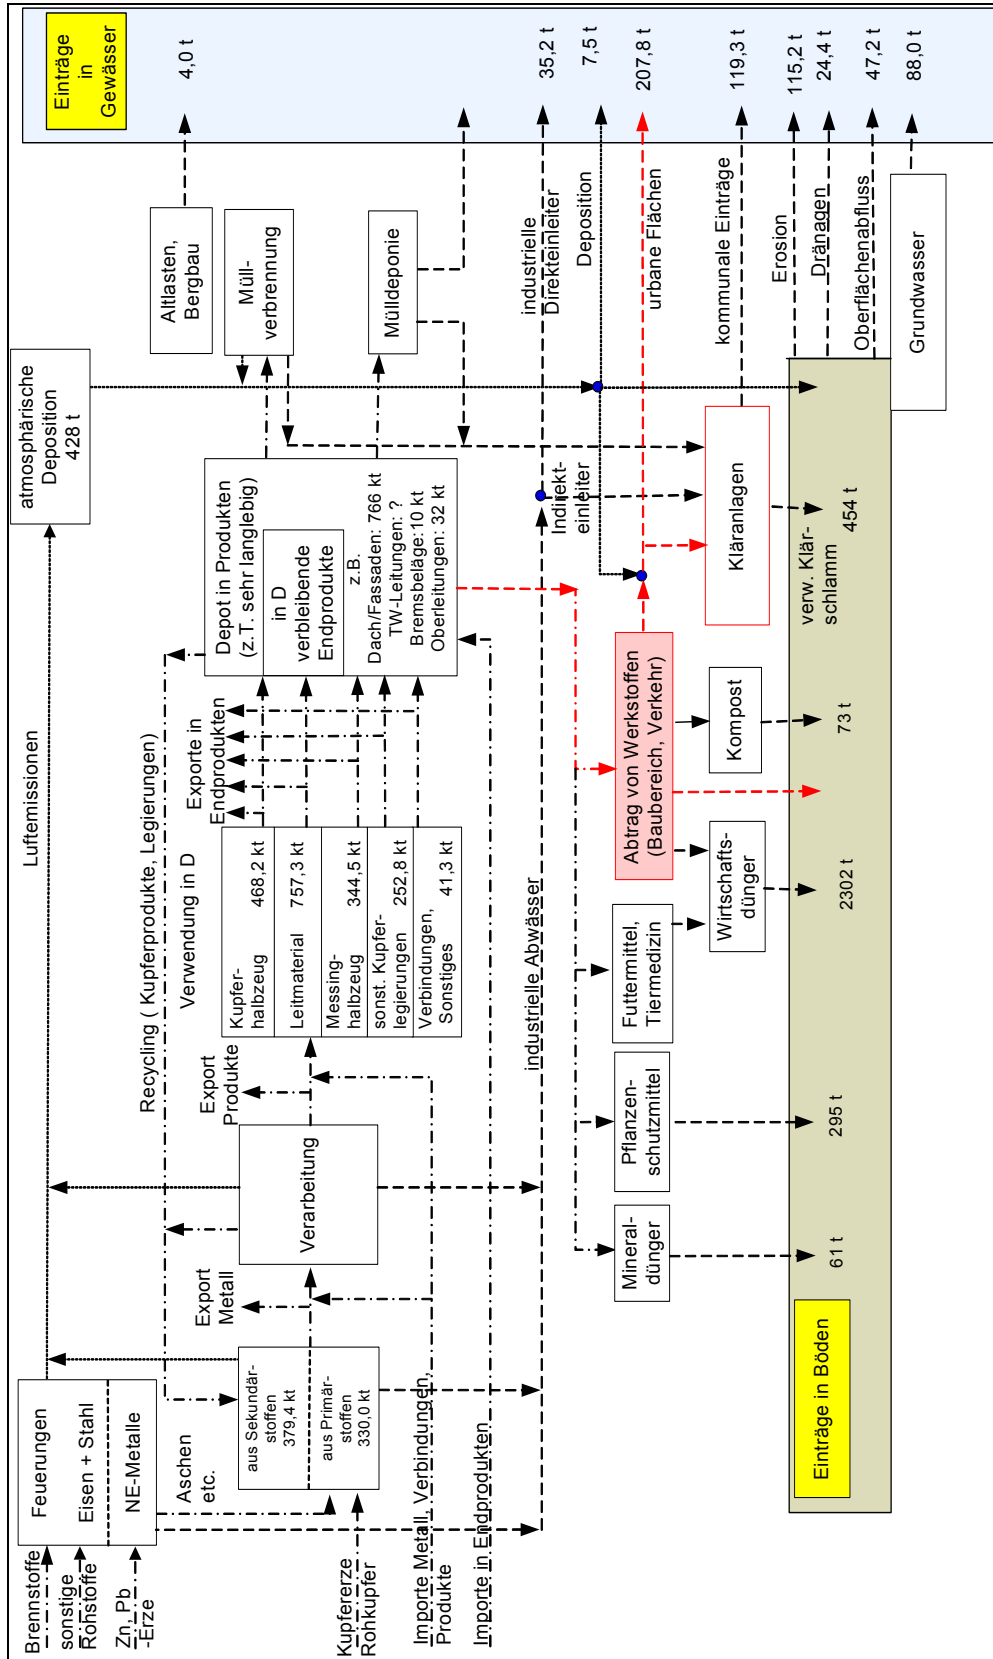 Brennstoffe
sonstige
Rohstoffe
Zn, Pb
-Erze
Feuerungen
Eisen + Stahl
NE-Metalle
Aschen
etc.
Kupfererze
Rohkupfer
Importe Metall, Verbindungen,
Produkte
Importe in Endprodukten
Luftemissionen
atmosphärische
Deposition
428 t
Recycling ( Kupferprodukte, Legierungen)
aus Sekundär-
stoffen
379,4 kt
aus Primär-
stoffen
330,0 kt
Export
Metall
Verarbeitung
Export
Produkte
Verwendung in D
Kupfer-
halbzeug 468,2 kt
Leitmaterial 757,3 kt
Messing-
halbzeug 344,5 kt
sonst. Kupfer-
legierungen 252,8 kt
Verbindungen,
Sonstiges 41,3 kt
Exporte in
Endprodukten
Depot in Produkten
(z.T. sehr langlebig)
in D
verbleibende
Endprodukte
z.B.
Dach/Fassaden: 766 kt
TW-Leitungen: ?
Bremsbeläge:10 kt
Oberleitungen: 32 kt
Altlasten,
Bergbau
Müll-
verbrennung
Mülldeponie
Einträge
in
Gewässer
4,0 t
industrielle Abwässer
Indirekt-
einleiter
industrielle
Direkteinleiter
35,2 t
Deposition
7,5 t
urbane Flächen
207,8 t
Mineral-
dünger
Pflanzen-
schutzmittel
Futtermittel,
Tiermedizin
Abtrag von Werkstoffen
(Baubereich, Verkehr)
Wirtschafts-
dünger
Kompost
Kläranlagen
kommunale Einträge
119,3 t
Erosion
115,2 t
Dränagen
24,4 t
Oberflächenabfluss
47,2 t
Grundwasser
88,0 t
Einträge in Böden
61 t
295 t
2302 t
73 t
verw. Klär-
schlamm
454 t